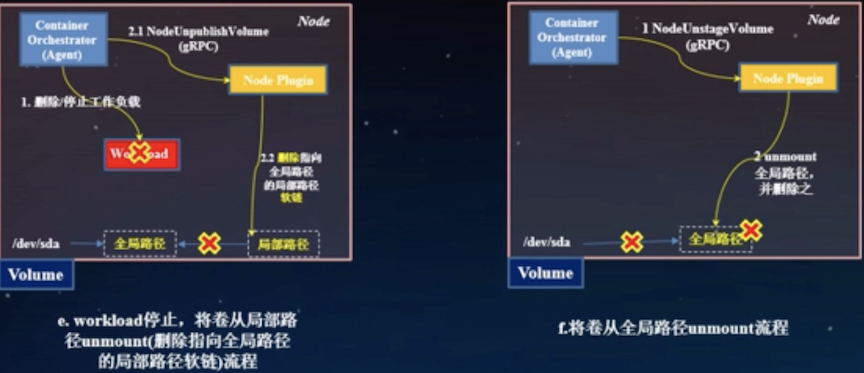 Container
Orchestrator
(Agent)
2.1 NodeUnpublishVolume
(gRPC)
Node
Node Plugin
1. 删除/停止工作负载
Workload
2.2 删除指向
全局路径
的局部路径
软链
/dev/sda
全局路径
局部路径
Volume
e. workload停止，将卷从局部路
径unmount(删除指向全局路径
的局部路径软链)流程
Container
Orchestrator
(Agent)
1 NodeUnstageVolume
(gRPC)
Node
Node Plugin
2 unmount
全局路径，
并删除之
/dev/sda
全局路径
Volume
f.将卷从全局路径unmount流程